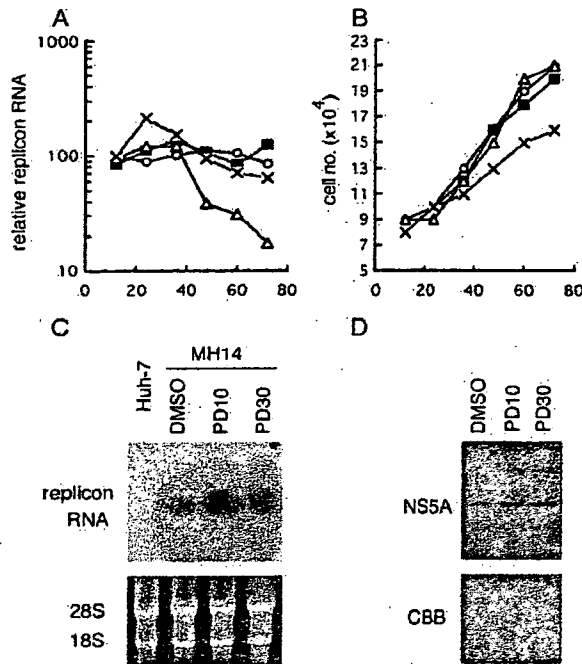 A
relative replicon RNA
1000
100
10
0
20
40
60
80
B
cell no. (x10⁴)
21
19
17
15
13
11
9
7
5
0
20
40
60
80
C
MH14
Huh-7
DMSO
PD10
PD30
replicon
RNA
28S
18S
D
DMSO
PD10
PD30
NS5A
CBB